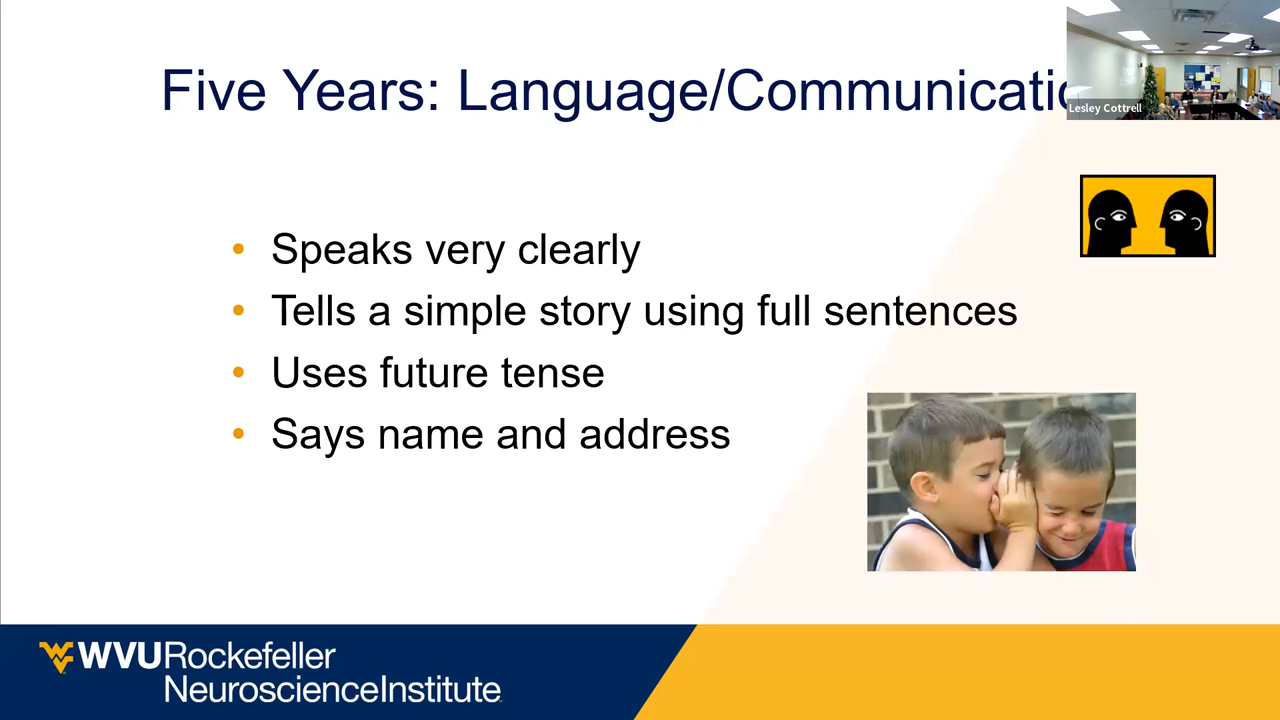 Five Years: Language/Communicatio
Lesley Cottrell
• Speaks very clearly
• Tells a simple story using full sentences
• Uses future tense
• Says name and address
WVURockefeller
NeuroscienceInstitute